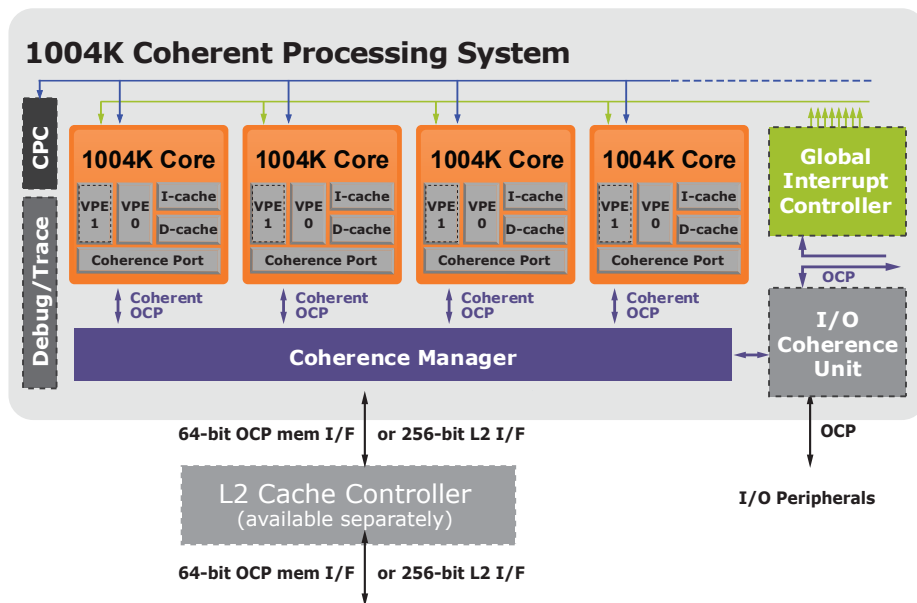 1004K Coherent Processing System
CPC
Debug/Trace
1004K Core
VPE
1
VPE
0
I-cache
D-cache
Coherence Port
1004K Core
VPE
1
VPE
0
I-cache
D-cache
Coherence Port
1004K Core
VPE
1
VPE
0
I-cache
D-cache
Coherence Port
1004K Core
VPE
1
VPE
0
I-cache
D-cache
Coherence Port
Global
Interrupt
Controller
Coherent
OCP
Coherent
OCP
Coherent
OCP
Coherent
OCP
OCP
Coherence Manager
I/O
Coherence
Unit
64-bit OCP mem I/F
or 256-bit L2 I/F
OCP
L2 Cache Controller
(available separately)
I/O Peripherals
64-bit OCP mem I/F
or 256-bit L2 I/F